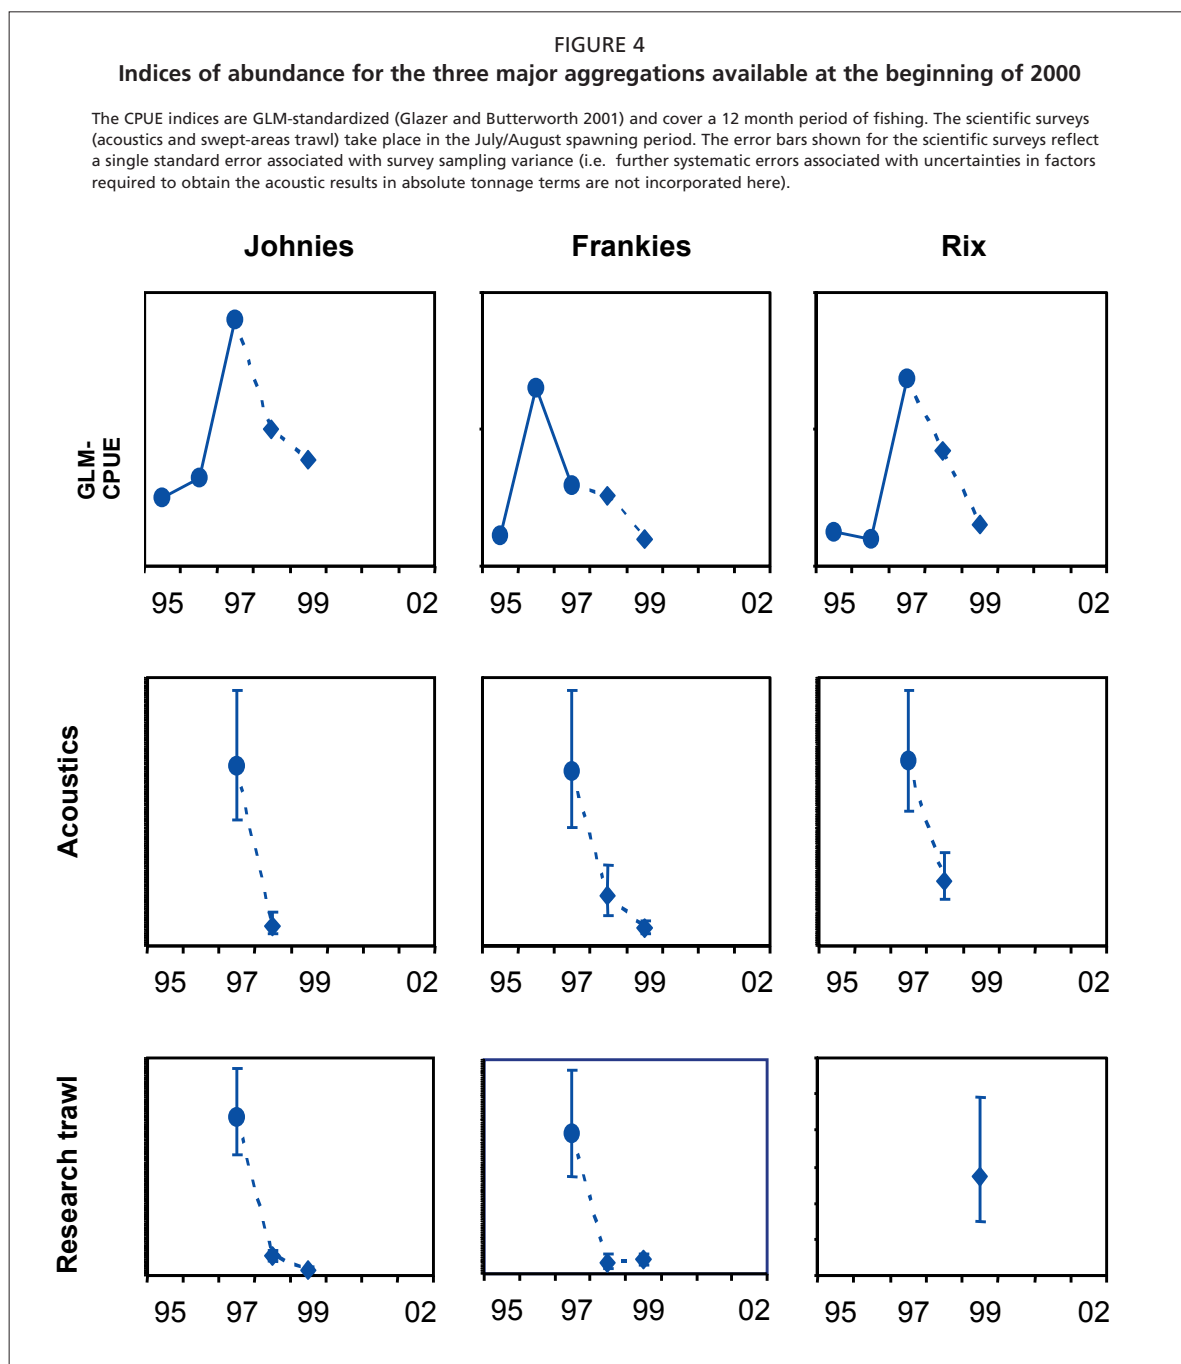 FIGURE 4
Indices of abundance for the three major aggregations available at the beginning of 2000
The CPUE indices are GLM-standardized (Glazer and Butterworth 2001) and cover a 12 month period of fishing. The scientific surveys
(acoustics and swept-areas trawl) take place in the July/August spawning period. The error bars shown for the scientific surveys reflect
a single standard error associated with survey sampling variance (i.e. further systematic errors associated with uncertainties in factors
required to obtain the acoustic results in absolute tonnage terms are not incorporated here).
Johnies Frankies Rix
GLM-
CPUE
95 97 99 02 95 97 99 02 95 97 99 02
Acoustics
95 97 99 02 95 97 99 02 95 97 99 02
Research trawl
95 97 99 02 95 97 99 02 95 97 99 02